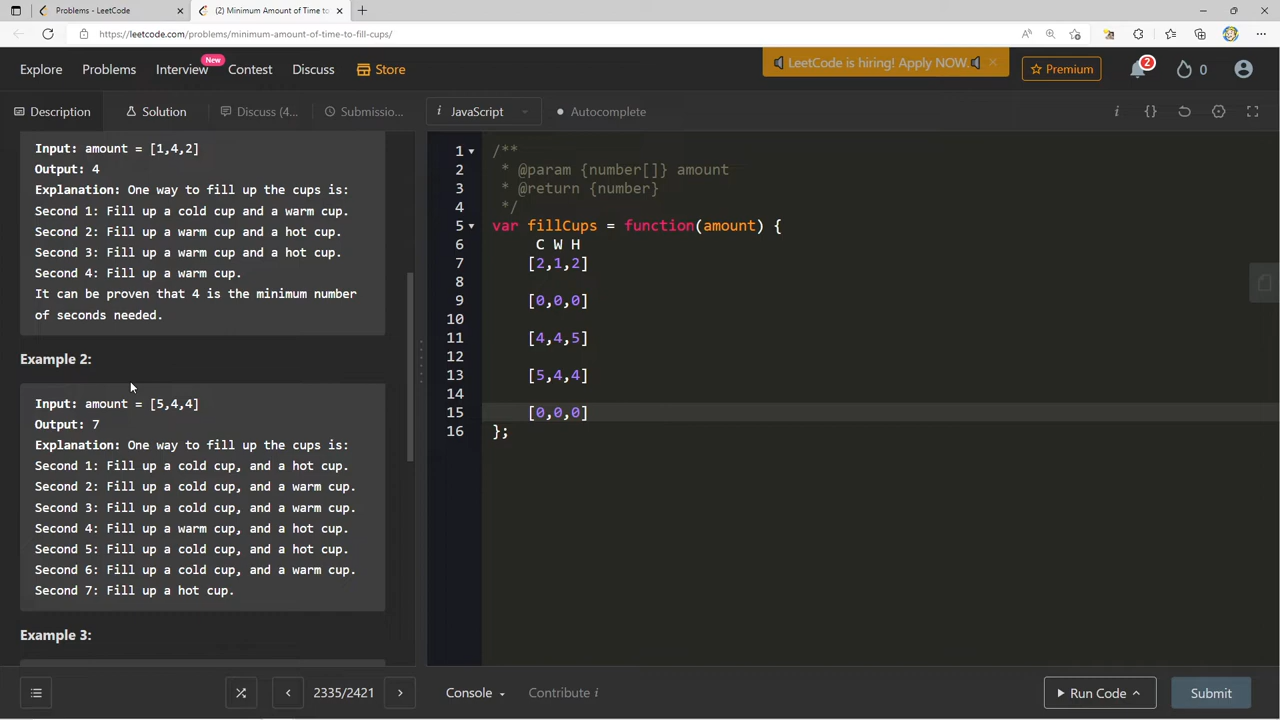 Problems - LeetCode
(2) Minimum Amount of Time to
https://leetcode.com/problems/minimum-amount-of-time-to-fill-cups/
Explore
Problems
Interview
New
Contest
Discuss
Store
LeetCode is hiring! Apply NOW.
Premium
2
0
Description
Solution
Discuss (4...
Submissio...
i
JavaScript
Autocomplete
i
{}
Input: amount = [1,4,2]
Output: 4
Explanation: One way to fill up the cups is:
Second 1: Fill up a cold cup and a warm cup.
Second 2: Fill up a warm cup and a hot cup.
Second 3: Fill up a warm cup and a hot cup.
Second 4: Fill up a warm cup.
It can be proven that 4 is the minimum number
of seconds needed.
Example 2:
Input: amount = [5,4,4]
Output: 7
Explanation: One way to fill up the cups is:
Second 1: Fill up a cold cup, and a hot cup.
Second 2: Fill up a cold cup, and a warm cup.
Second 3: Fill up a cold cup, and a warm cup.
Second 4: Fill up a warm cup, and a hot cup.
Second 5: Fill up a cold cup, and a hot cup.
Second 6: Fill up a cold cup, and a warm cup.
Second 7: Fill up a hot cup.
Example 3:
1 /**
2 * @param {number[]} amount
3 * @return {number}
4 */
5 var fillCups = function(amount) {
6 C W H
7 [2,1,2]
8
9 [0,0,0]
10
11 [4,4,5]
12
13 [5,4,4]
14
15 [0,0,0]
16 };
2335/2421
Console
Contribute i
Run Code
Submit